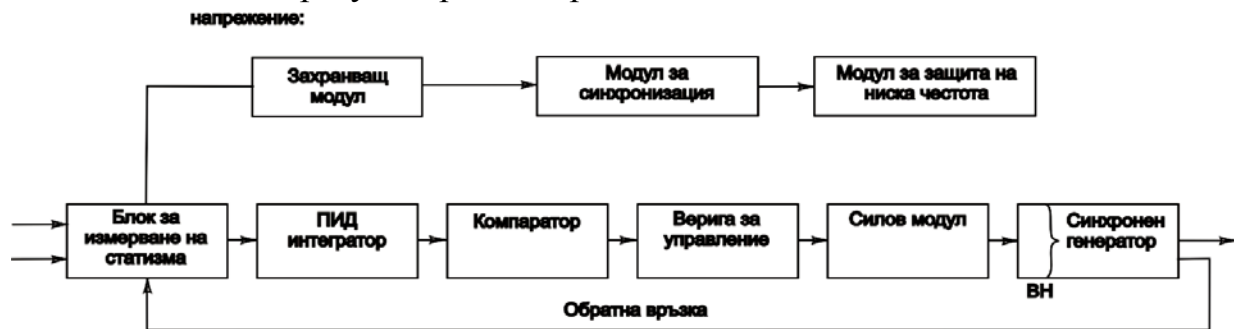 напрежение:
Захранващ
модул
Модул за
синхронизация
Модул за защита на
ниска честота
Блок за
измерване на
статизма
ПИД
интегратор
Компаратор
Верига за
управление
Силов модул
Синхронен
генератор
ВН
Обратна връзка